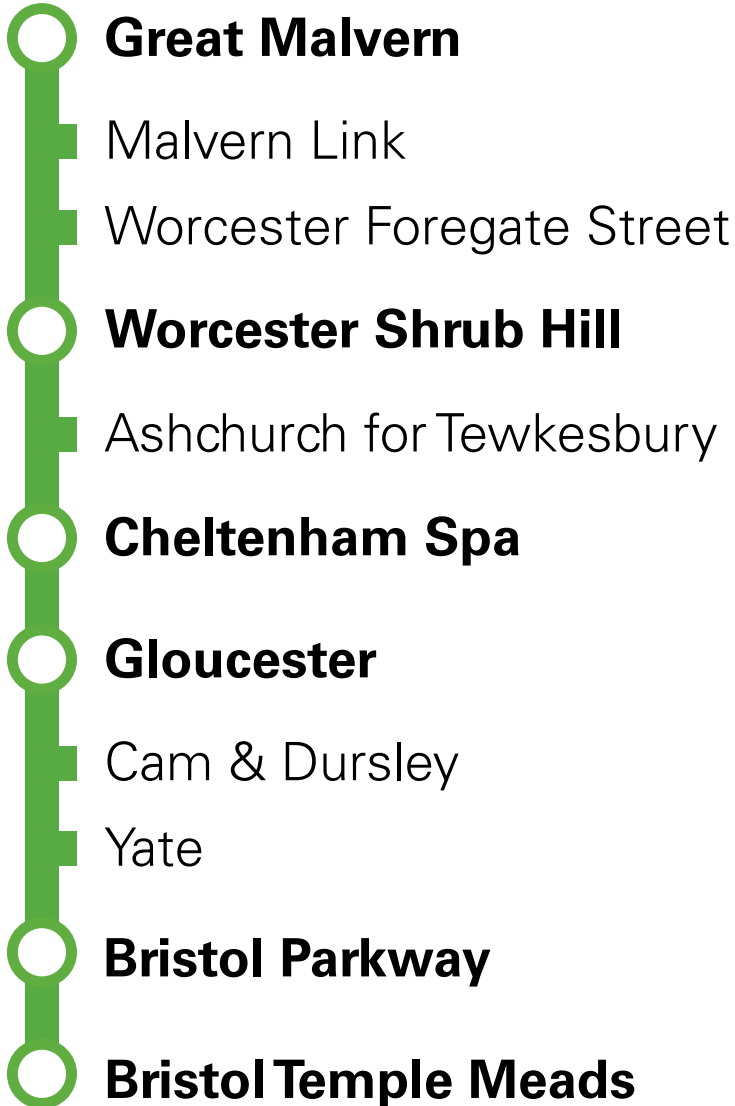 Great Malvern
Malvern Link
Worcester Foregate Street
Worcester Shrub Hill
Ashchurch for Tewkesbury
Cheltenham Spa
Gloucester
Cam & Dursley
Yate
Bristol Parkway
Bristol Temple Meads